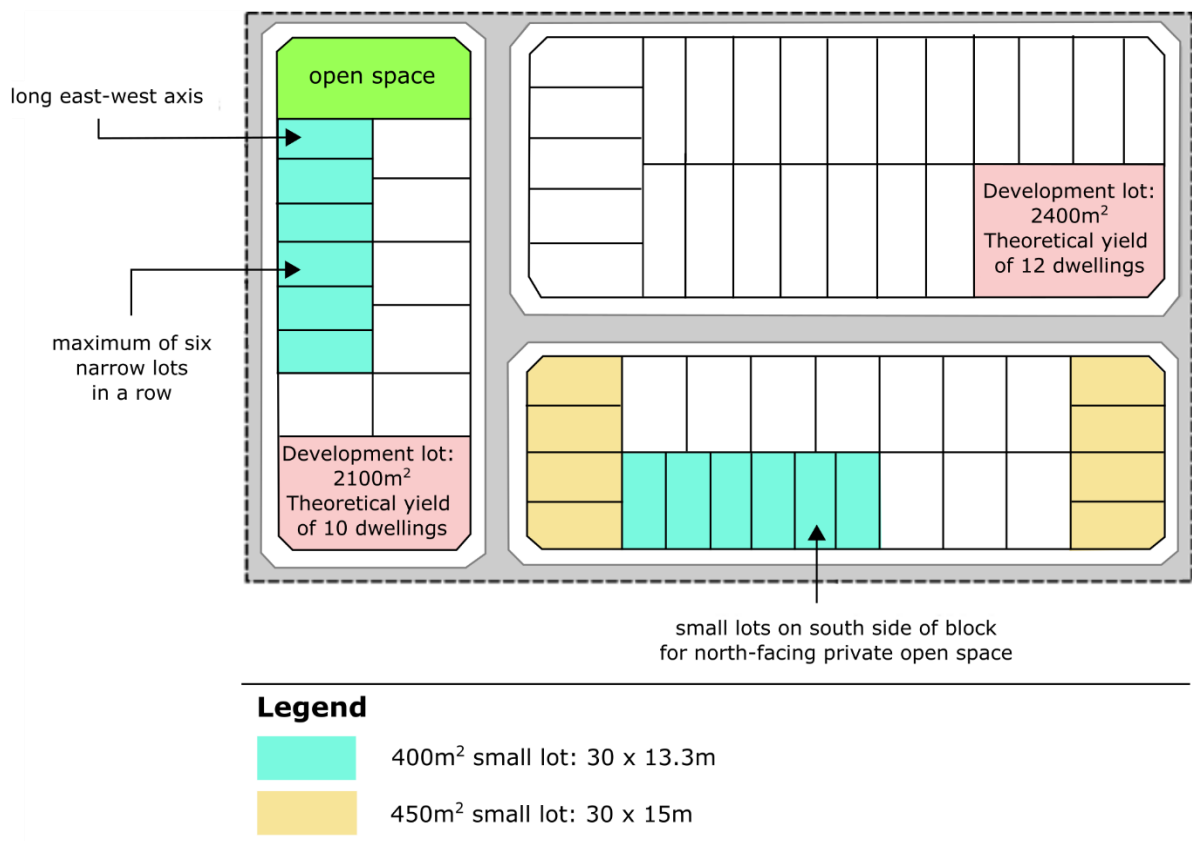 open space
long east-west axis
maximum of six
narrow lots
in a row
Development lot:
2400m²
Theoretical yield
of 12 dwellings
Development lot:
2100m²
Theoretical yield
of 10 dwellings
small lots on south side of block
for north-facing private open space
Legend
400m² small lot: 30 x 13.3m
450m² small lot: 30 x 15m